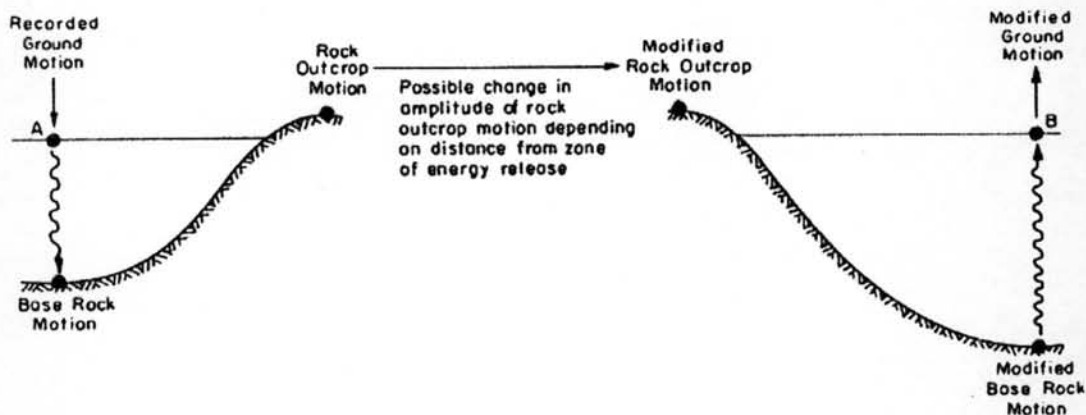 Recorded
Ground
Motion
A
Base Rock
Motion
Rock
Outcrop
Motion
Possible change in
amplitude of rock
outcrop motion depending
on distance from zone
of energy release
Modified
Rock Outcrop
Motion
Modified
Ground
Motion
B
Modified
Base Rock
Motion